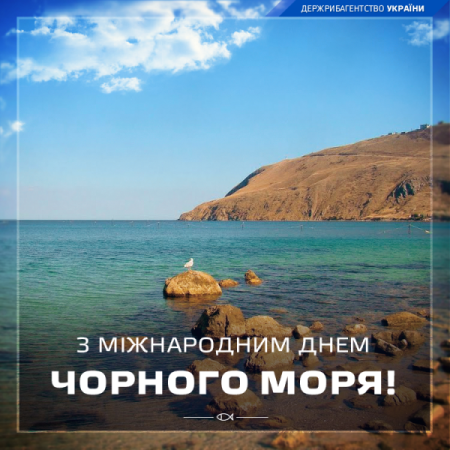 ДЕРЖРИБАГЕНТСТВО УКРАЇНИ
З МІЖНАРОДНИМ ДНЕМ
ЧОРНОГО МОРЯ!